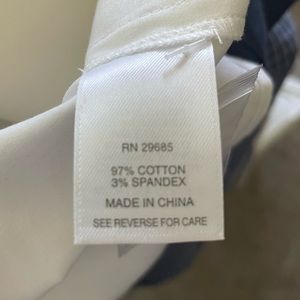 RN 29685
97% COTTON
3% SPANDEX
MADE IN CHINA
SEE REVERSE FOR CARE